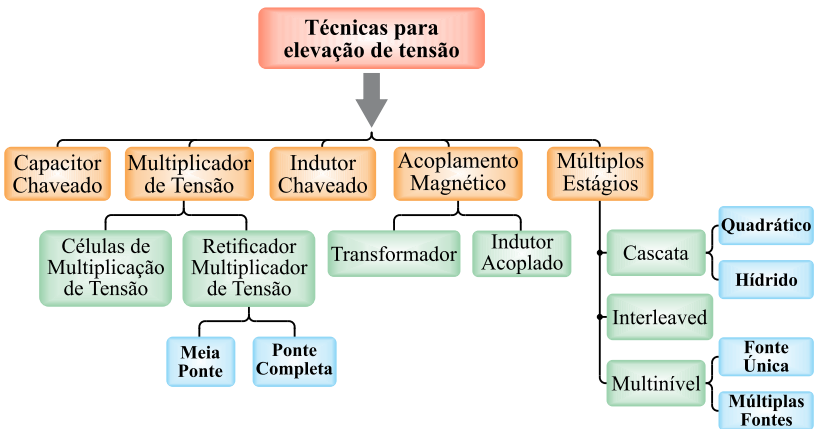 Técnicas para
elevação de tensão
Capacitor
Chaveado
Multiplicador
de Tensão
Indutor
Chaveado
Acoplamento
Magnético
Múltiplos
Estágios
Células de
Multiplicação
de Tensão
Retificador
Multiplicador
de Tensão
Transformador
Indutor
Acoplado
Cascata
Quadrático
Hídrido
Interleaved
Meia
Ponte
Ponte
Completa
Multinível
Fonte
Única
Múltiplas
Fontes